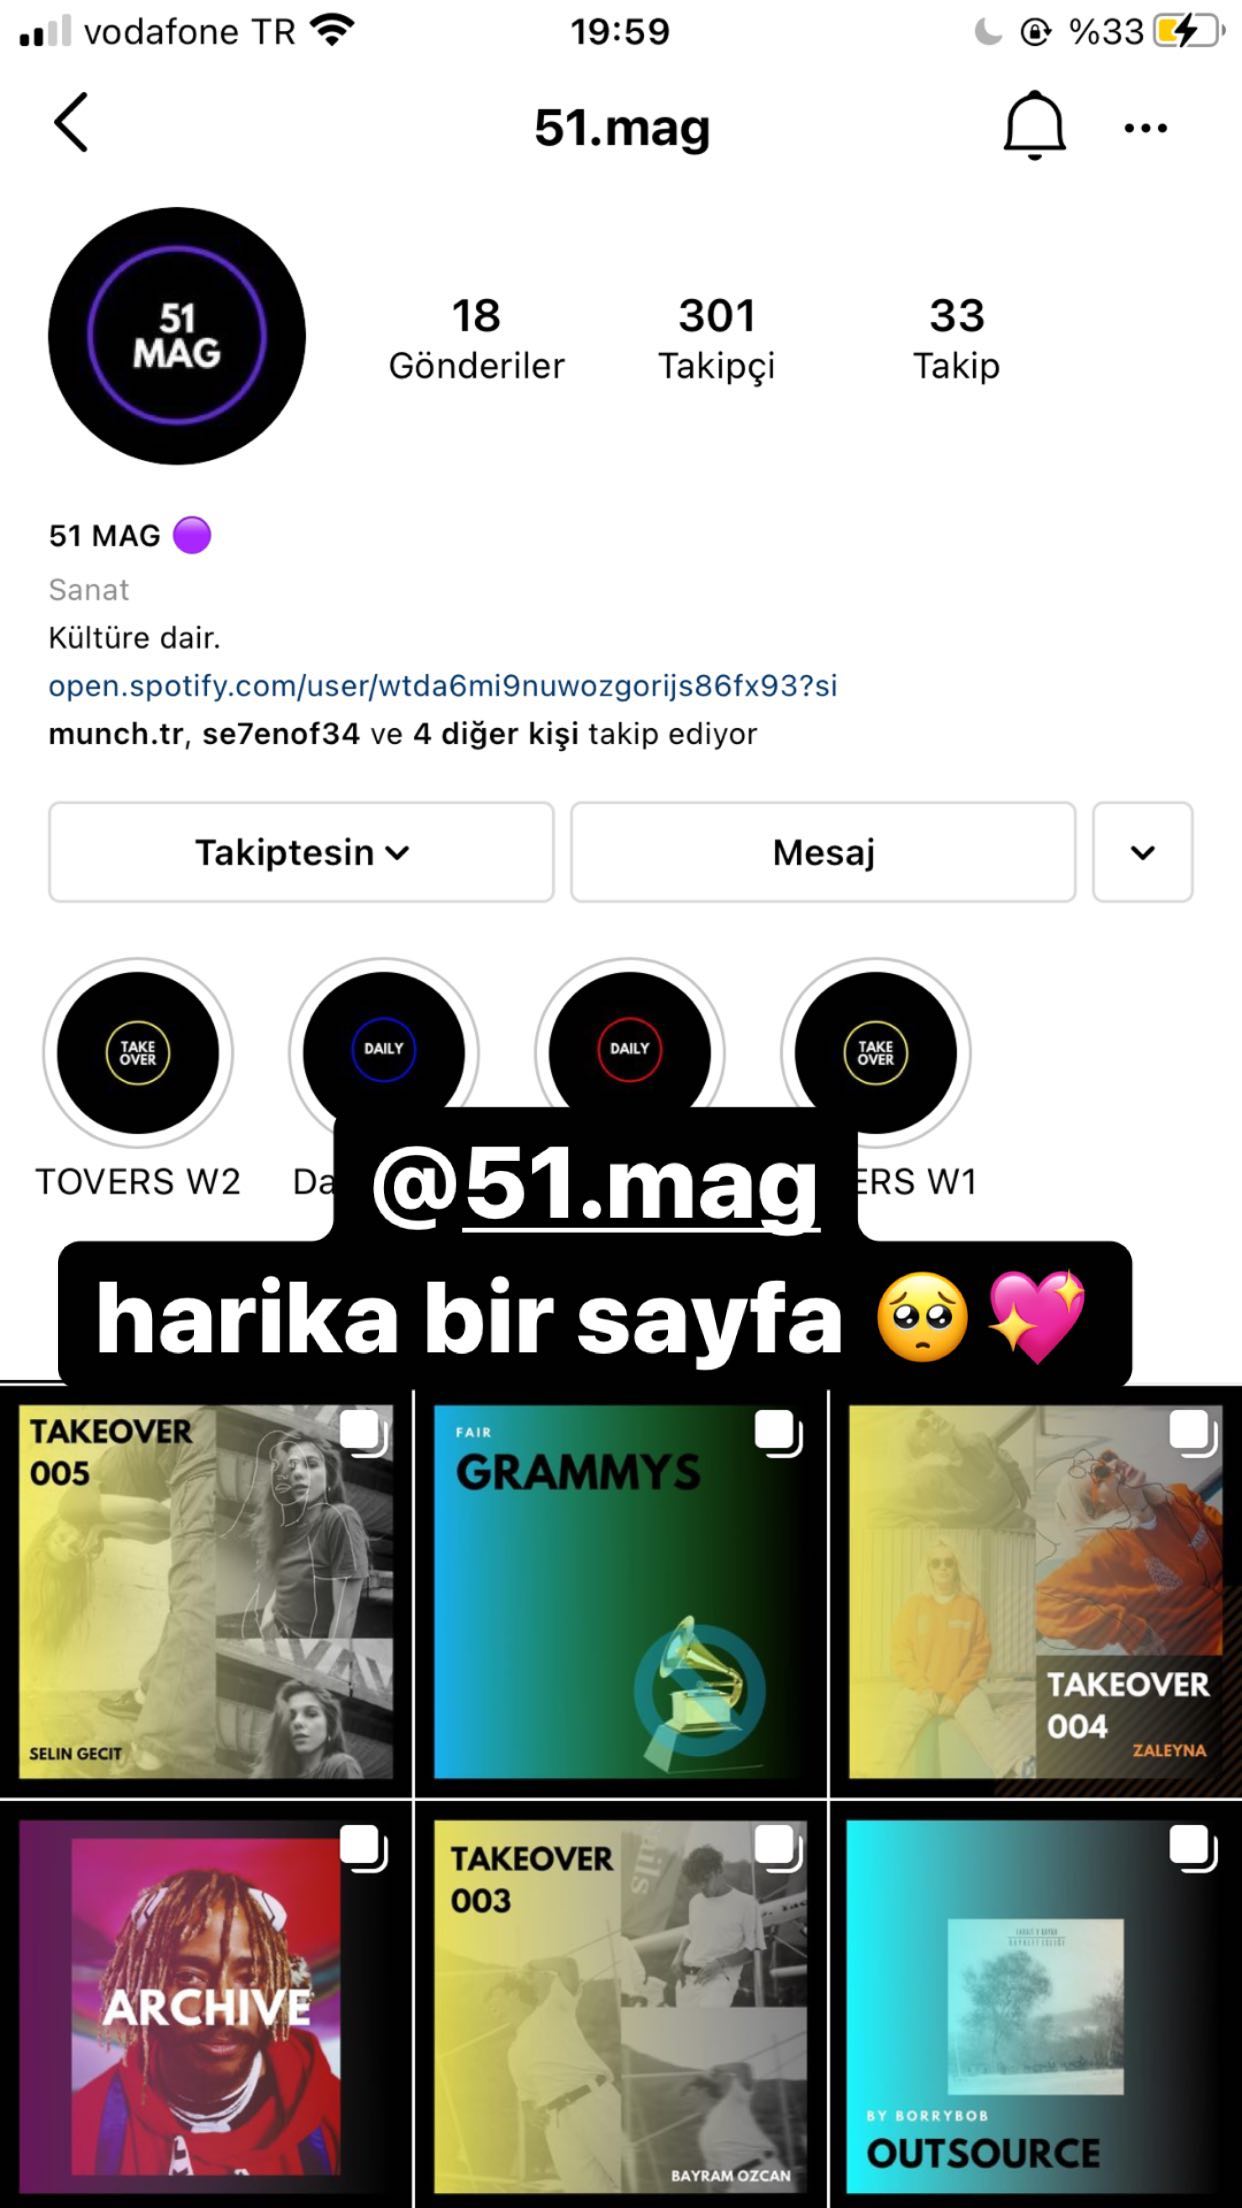 vodafone TR
19:59
%33
51.mag
51
MAG
18
Gönderiler
301
Takipçi
33
Takip
51 MAG
Sanat
Kültüre dair.
open.spotify.com/user/wtda6mi9nuwozgorijs86fx93?si
munch.tr, se7enof34 ve 4 diğer kişi takip ediyor
Takiptesin
Mesaj
TAKE
OVER
DAILY
DAILY
TAKE
OVER
TOVERS W2
Da
ERS W1
@51.mag
harika bir sayfa 🥺 💖
TAKEOVER
005
SELIN GECIT
FAIR
GRAMMYS
TAKEOVER
004
ZALEYNA
ARCHIVE
TAKEOVER
003
BAYRAM OZCAN
BY BORRYBOB
OUTSOURCE